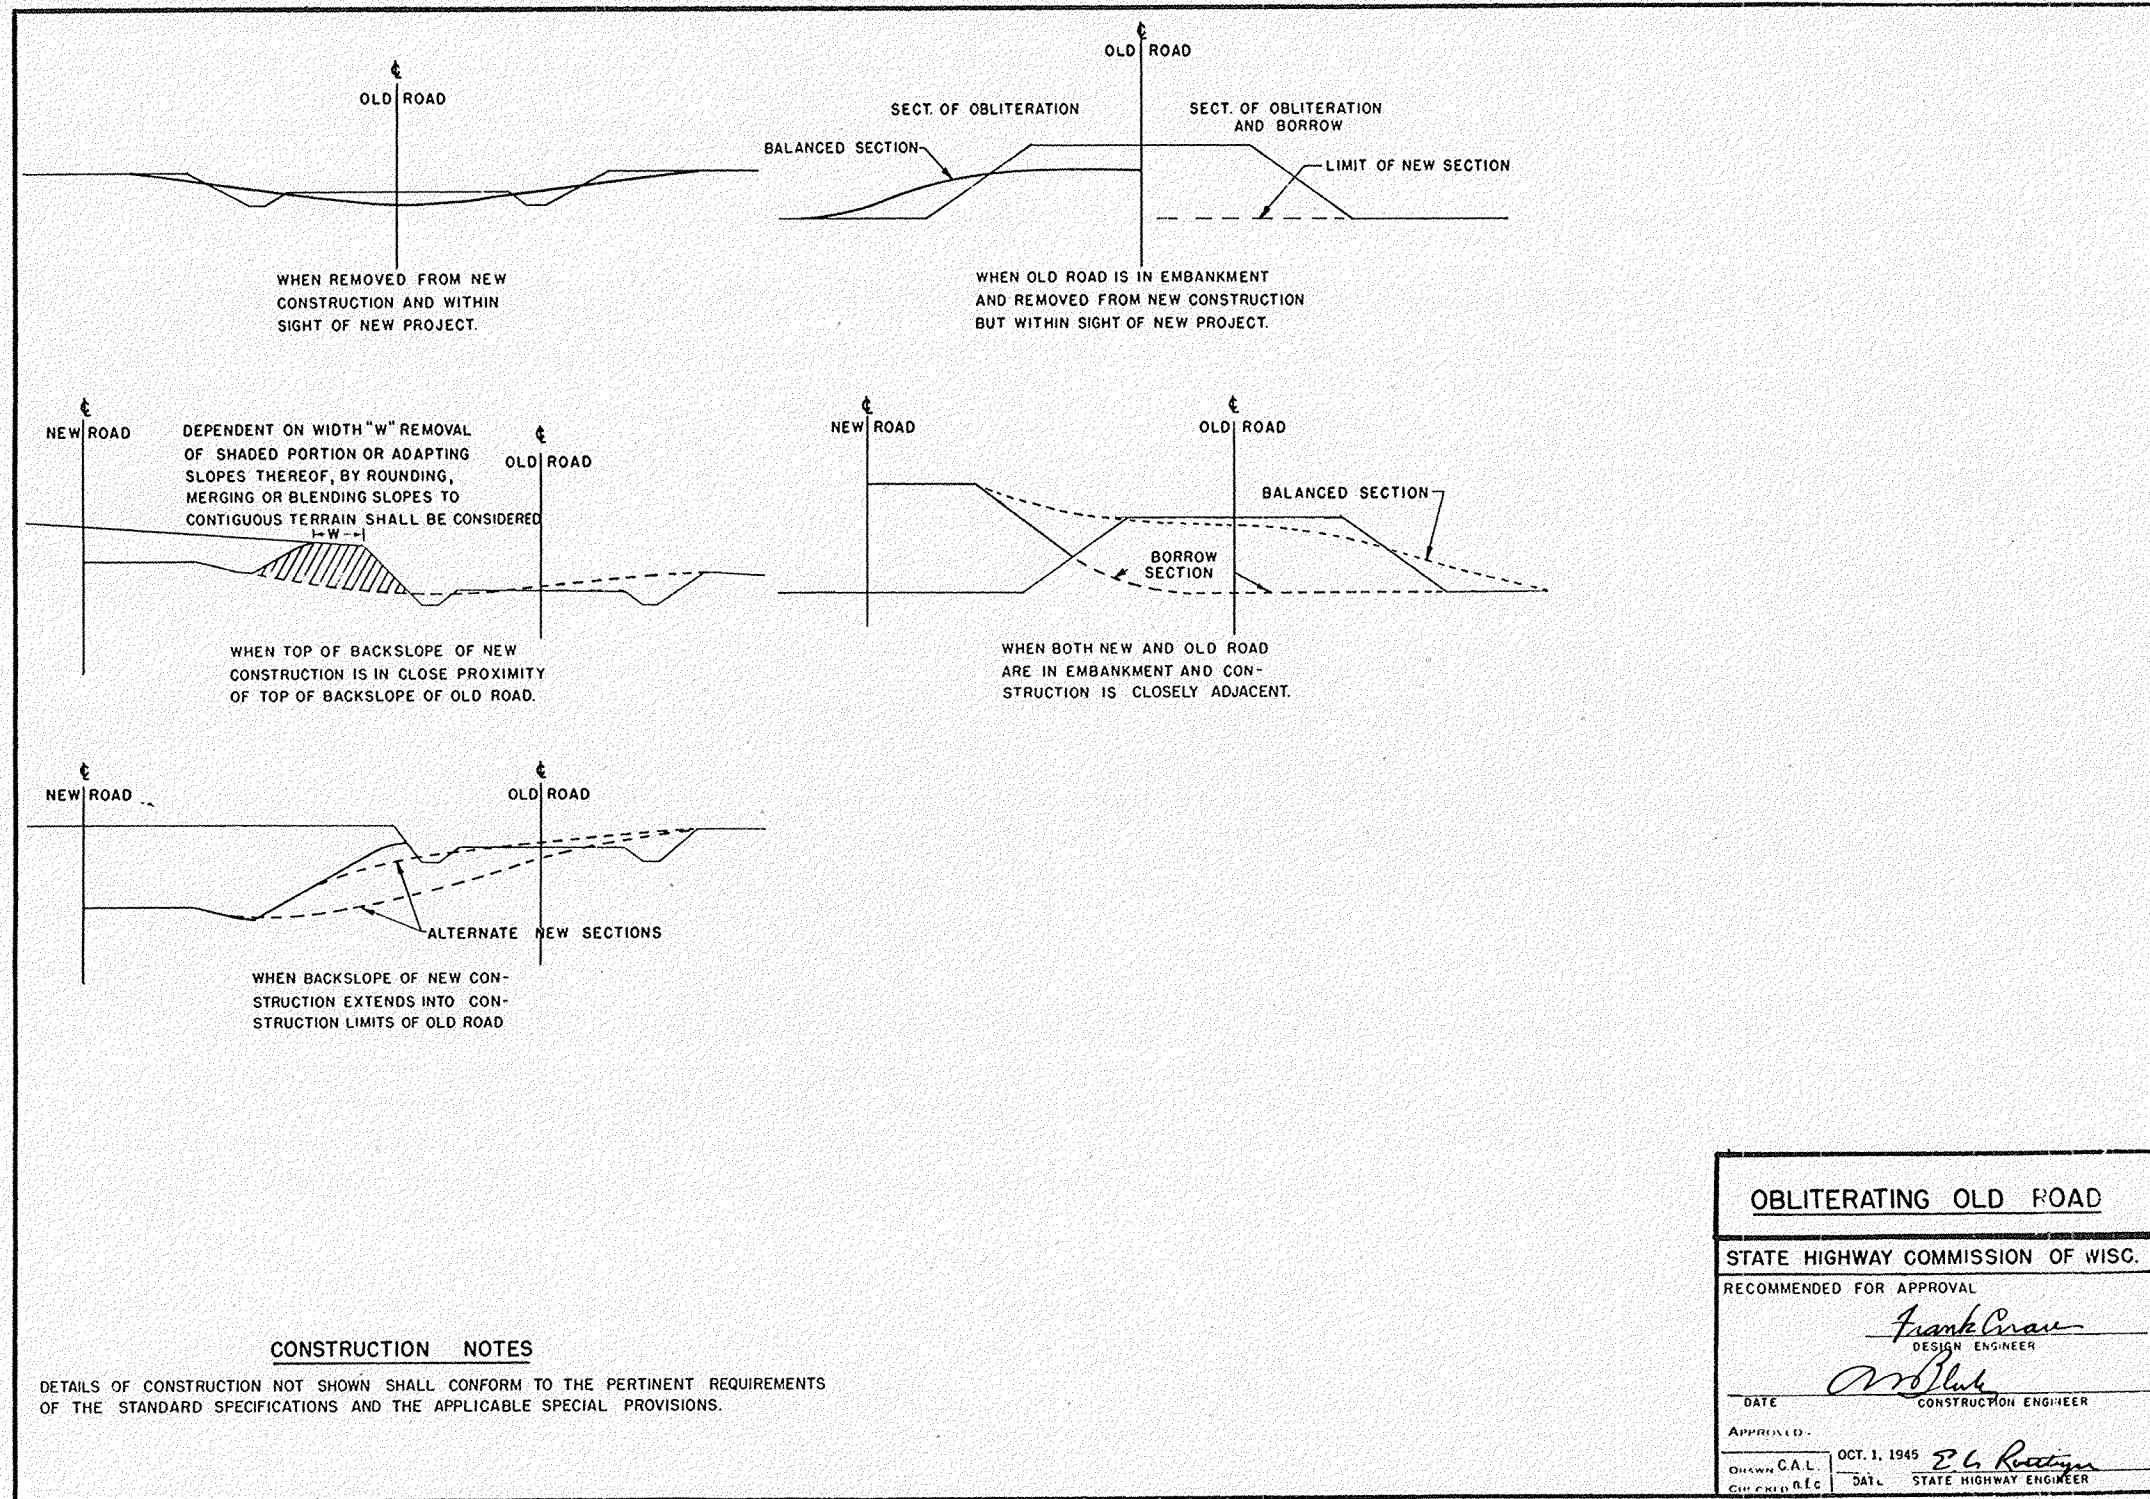 ℄
OLD ROAD
WHEN REMOVED FROM NEW
CONSTRUCTION AND WITHIN
SIGHT OF NEW PROJECT.
℄
OLD ROAD
SECT. OF OBLITERATION
SECT. OF OBLITERATION
AND BORROW
BALANCED SECTION
LIMIT OF NEW SECTION
WHEN OLD ROAD IS IN EMBANKMENT
AND REMOVED FROM NEW CONSTRUCTION
BUT WITHIN SIGHT OF NEW PROJECT.
℄
NEW ROAD
DEPENDENT ON WIDTH "W" REMOVAL
OF SHADED PORTION OR ADAPTING
SLOPES THEREOF, BY ROUNDING,
MERGING OR BLENDING SLOPES TO
CONTIGUOUS TERRAIN SHALL BE CONSIDERED
W
℄
OLD ROAD
WHEN TOP OF BACKSLOPE OF NEW
CONSTRUCTION IS IN CLOSE PROXIMITY
OF TOP OF BACKSLOPE OF OLD ROAD.
℄
NEW ROAD
℄
OLD ROAD
BALANCED SECTION
BORROW
SECTION
WHEN BOTH NEW AND OLD ROAD
ARE IN EMBANKMENT AND CON-
STRUCTION IS CLOSELY ADJACENT.
℄
NEW ROAD
℄
OLD ROAD
ALTERNATE NEW SECTIONS
WHEN BACKSLOPE OF NEW CON-
STRUCTION EXTENDS INTO CON-
STRUCTION LIMITS OF OLD ROAD
CONSTRUCTION NOTES
DETAILS OF CONSTRUCTION NOT SHOWN SHALL CONFORM TO THE PERTINENT REQUIREMENTS
OF THE STANDARD SPECIFICATIONS AND THE APPLICABLE SPECIAL PROVISIONS.
OBLITERATING OLD ROAD
STATE HIGHWAY COMMISSION OF WISC.
RECOMMENDED FOR APPROVAL
Frank
DESIGN ENGINEER
DATE CONSTRUCTION ENGINEER
APPROVED-
DRAWN C.A.L.
CHECKED
OCT. 1, 1945
DATE STATE HIGHWAY ENGINEER